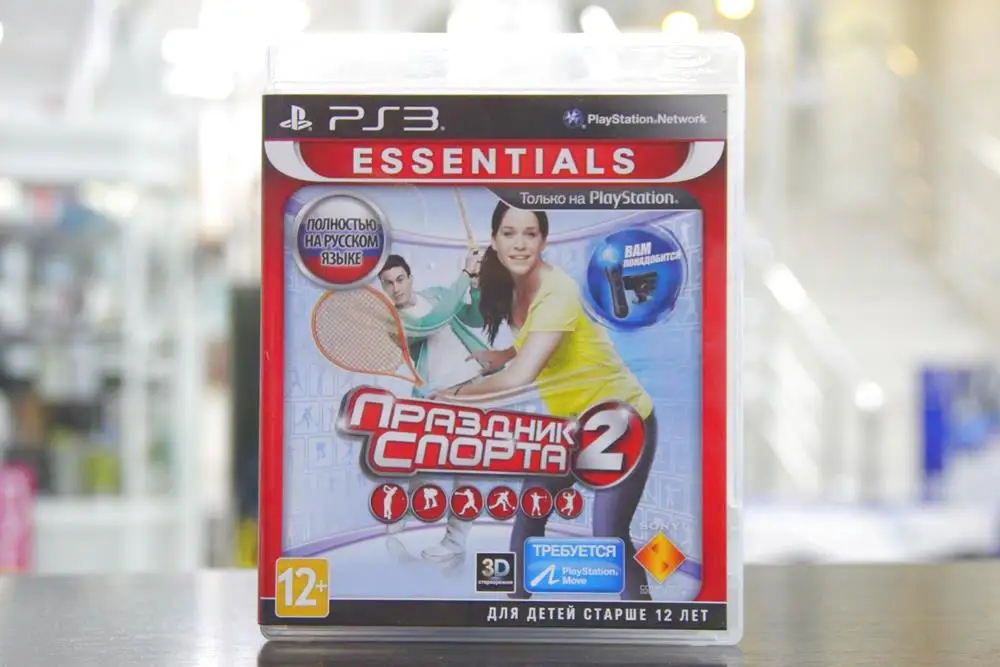 PS3
PlayStation Network
ESSENTIALS
Только на PlayStation
ПОЛНОСТЬЮ
НА РУССКОМ
ЯЗЫКЕ
ВАМ
ПОНАДОБИТСЯ
ПРАЗДНИК
СПОРТА 2
SONY
12+
3D
стереорежим
ТРЕБУЕТСЯ
PlayStation
Move
ДЛЯ ДЕТЕЙ СТАРШЕ 12 ЛЕТ